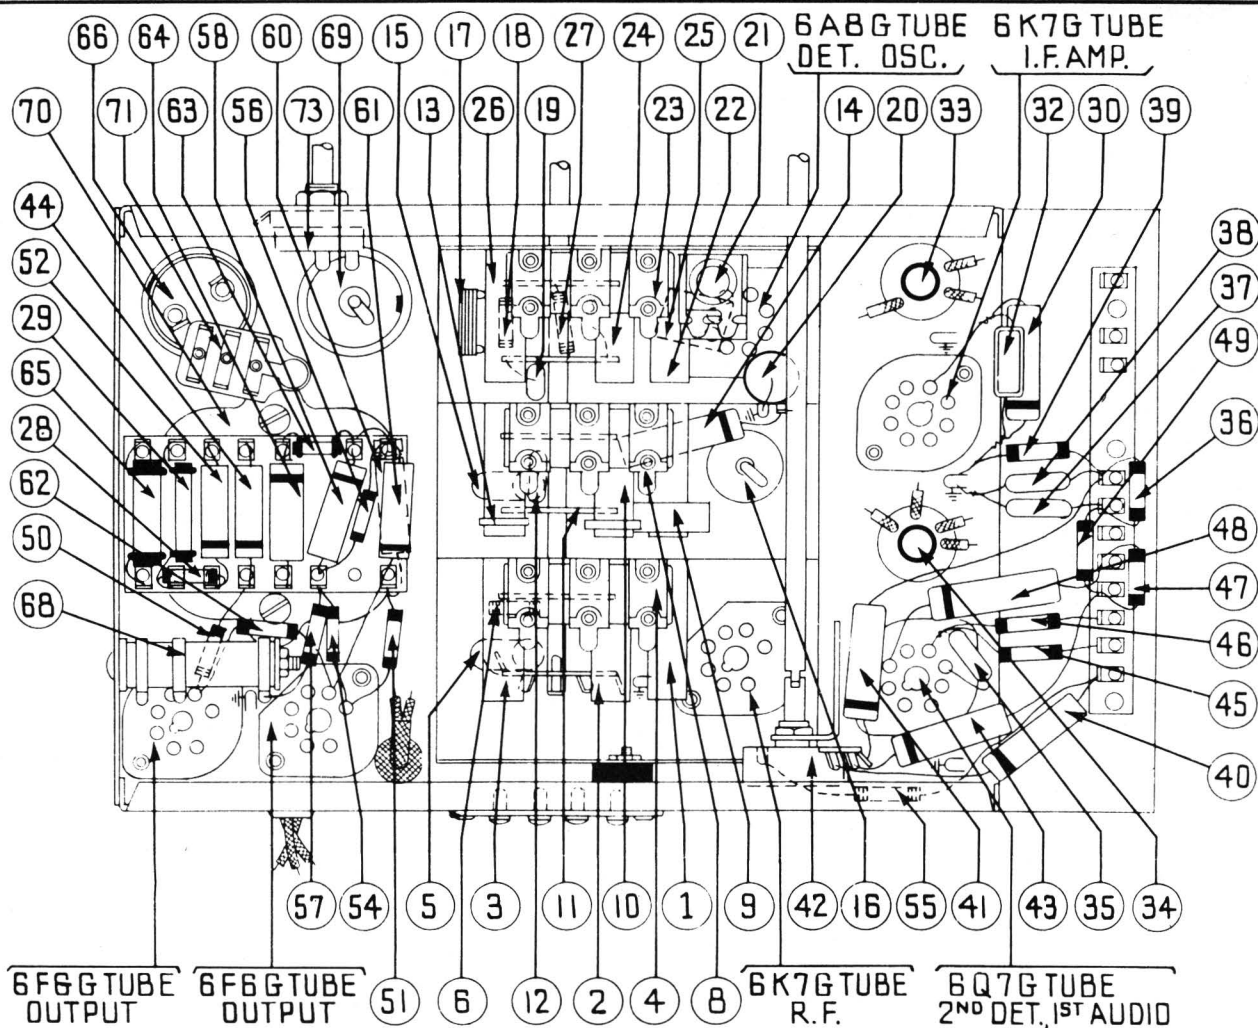 66 64 58 60 69 15 17 18 27 24 25 21 6A8G TUBE 6K7G TUBE
DET. OSC. I.F. AMP.
70 71 63 56 73 61 13 26 19 23 22 14 20 33 32 30 39
44
38
52
37
29
49
65
36
28
62
48
50
47
68
46
45
40
57 54 5 3 11 10 1 9 42 16 55 41 43 35 34
6F6G TUBE 6F6G TUBE 51 6 12 2 4 8 6K7G TUBE 6Q7G TUBE
OUTPUT OUTPUT R.F. 2ND DET., 1ST AUDIO